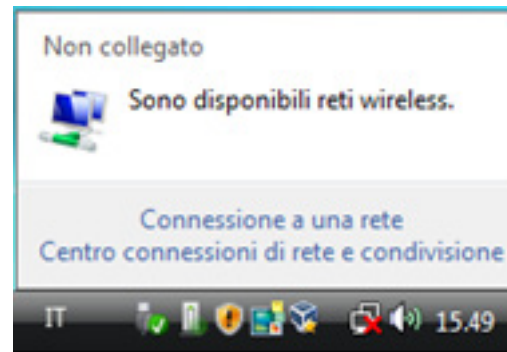 Non collegato
Sono disponibili reti wireless.
Connessione a una rete
Centro connessioni di rete e condivisione
IT
15.49